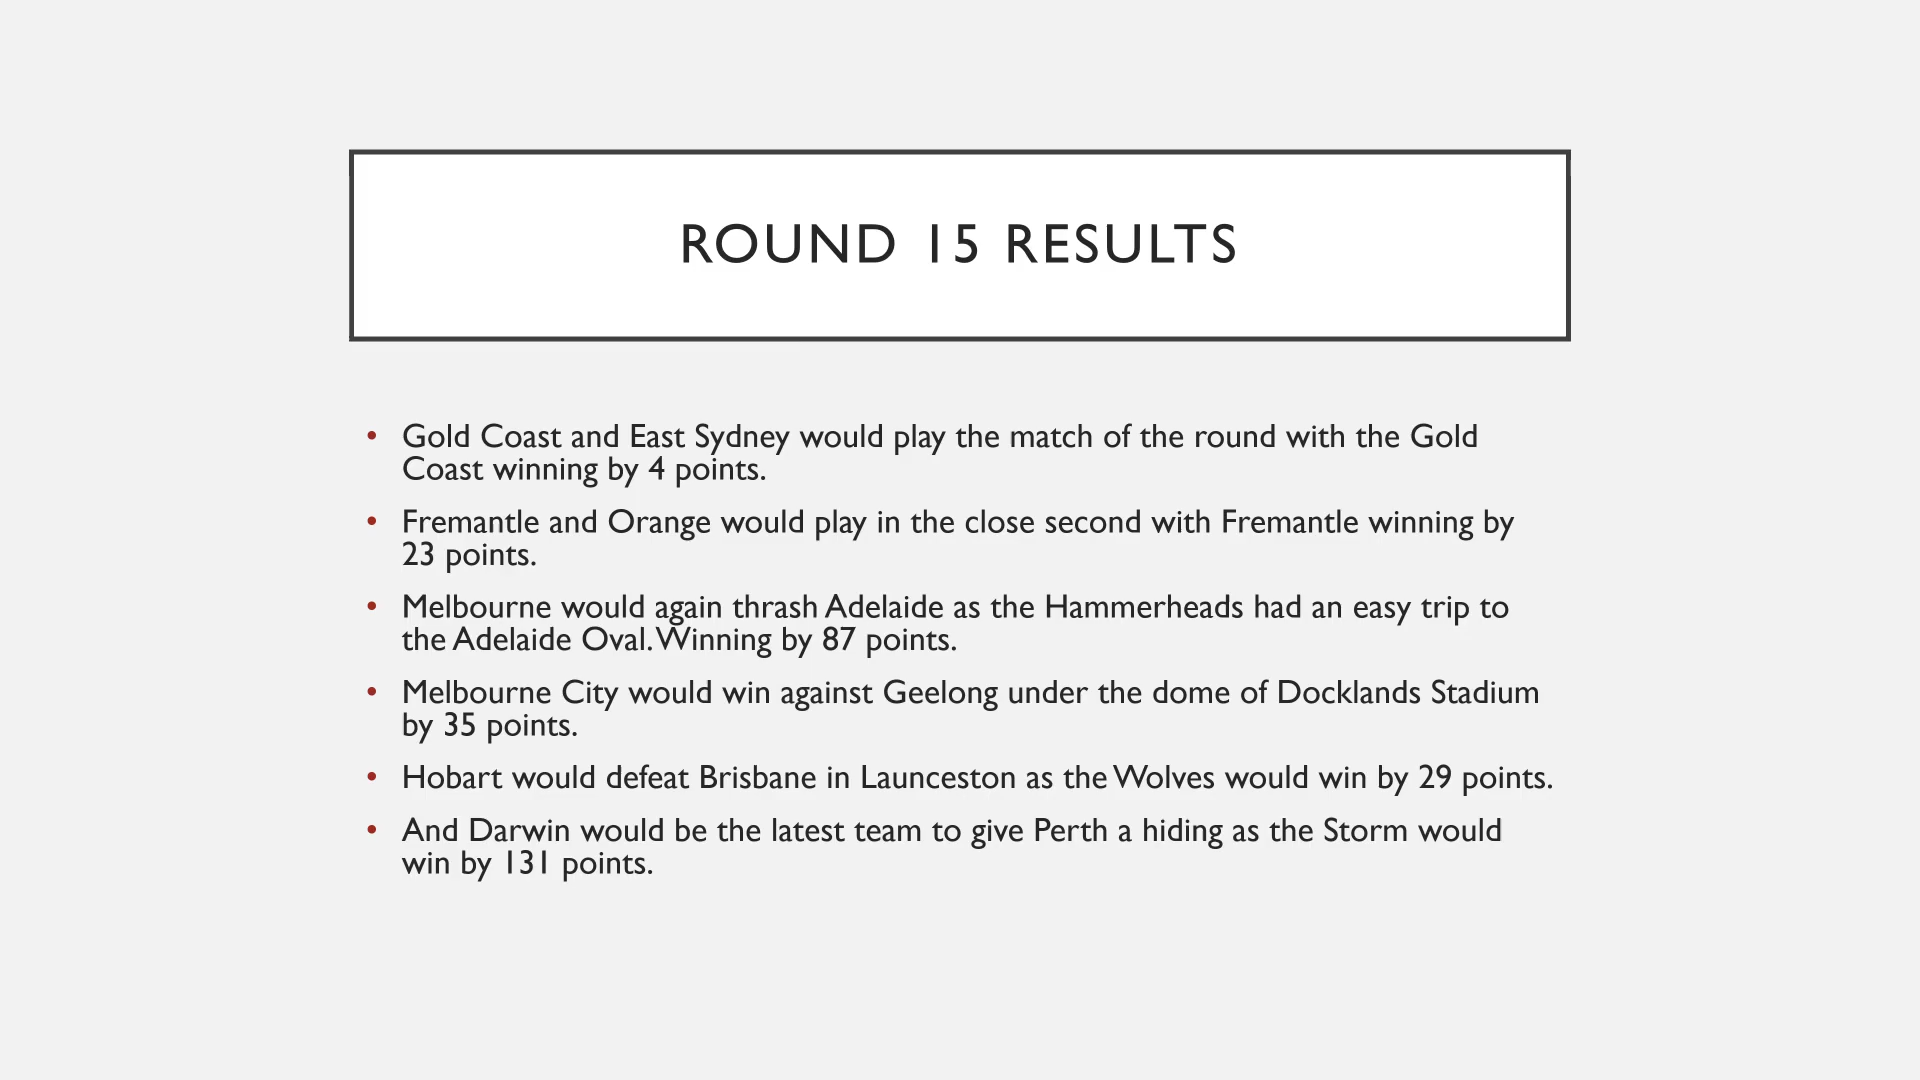 ROUND 15 RESULTS
• Gold Coast and East Sydney would play the match of the round with the Gold
Coast winning by 4 points.
• Fremantle and Orange would play in the close second with Fremantle winning by
23 points.
• Melbourne would again thrash Adelaide as the Hammerheads had an easy trip to
the Adelaide Oval. Winning by 87 points.
• Melbourne City would win against Geelong under the dome of Docklands Stadium
by 35 points.
• Hobart would defeat Brisbane in Launceston as the Wolves would win by 29 points.
• And Darwin would be the latest team to give Perth a hiding as the Storm would
win by 131 points.